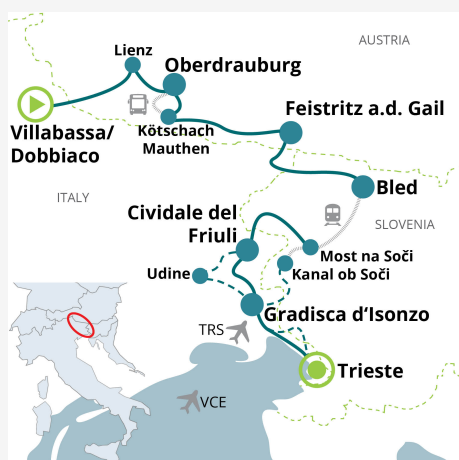 AUSTRIA
Lienz
Oberdrauburg
Feistritz a.d. Gail
Villabassa/
Dobbiaco
Kötschach
Mauthen
ITALY
Bled
Cividale del
Friuli
SLOVENIA
Most na Soči
Udine
Kanal ob Soči
Gradisca d‘Isonzo
TRS
Trieste
VCE